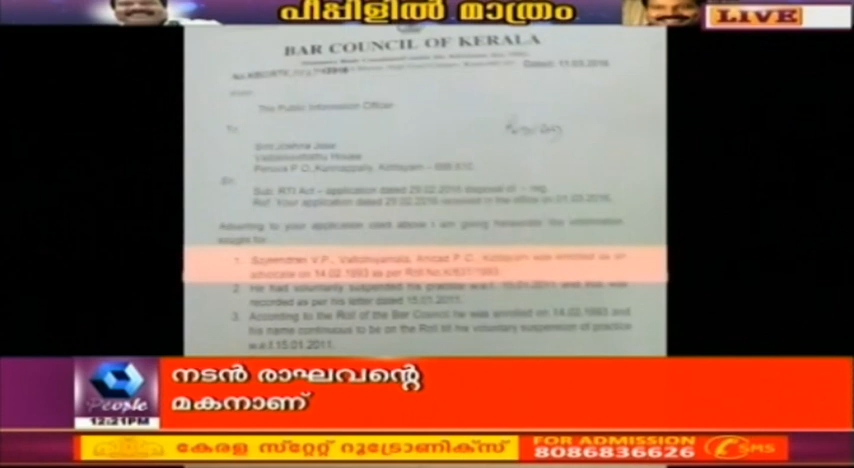 പീപ്പിളിൽ മാത്രം
LIVE
BAR COUNCIL OF KERALA
Dated: 11.03.2016
The Public Information Officer
To
Smt.Joshna Jose
House
Peruva P O, Kottayam
Sir
Sub: RTI Act – application dated 29.02.2016 disposal of – reg.
Ref: Your application dated 29.02.2016 received in the office on 01.03.2016.
Adverting to your application cited above I am giving hereunder the information
sought for.
1. V.P., P.O., Kottayam was enrolled as an
advocate on 14.02.1993 as per Roll No.K/
2. He had voluntarily suspended his practice w.e.f. 15.01.2011 and this was
recorded as per his letter dated 15.01.2011.
3. According to the Roll of the Bar Council he was enrolled on 14.02.1993 and
his name continuous to be on the Roll till his voluntary suspension of practice
w.e.f.15.01.2011.
നടൻ രാഘവന്റെ
മകനാണ്
People
12:21PM
കേരള സ്റ്റേറ്റ് റൂട്രോണിക്സ്
FOR ADMISSION
8086836626
SMS